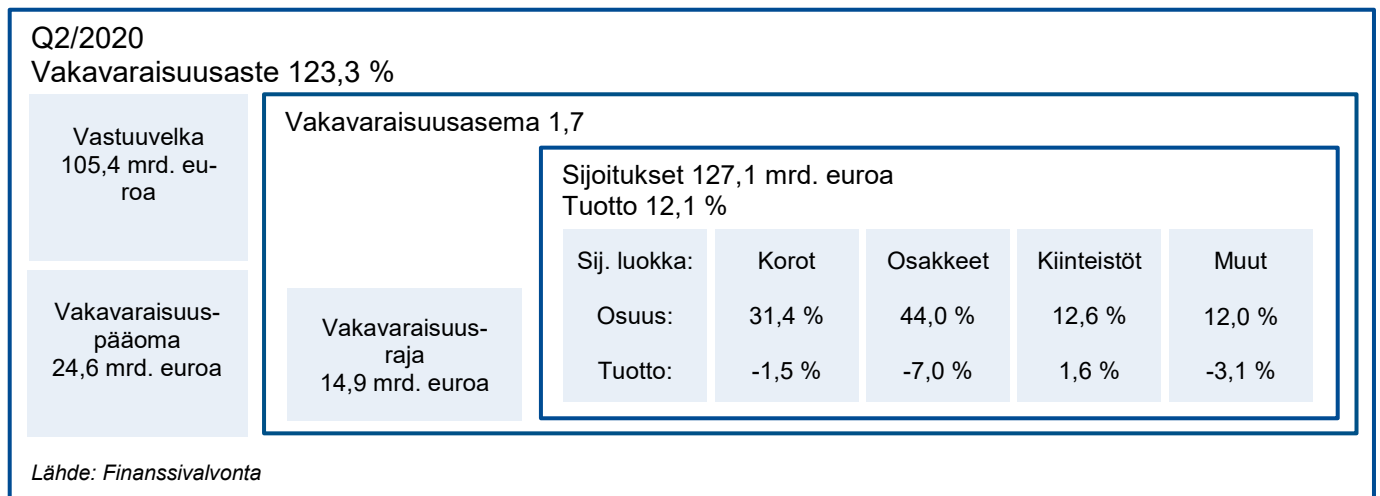 Q2/2020
Vakavaraisuusaste 123,3 %
Vastuuvelka
105,4 mrd. eu-
roa
Vakavaraisuus-
pääoma
24,6 mrd. euroa
Vakavaraisuusasema 1,7
Vakavaraisuus-
raja
14,9 mrd. euroa
Sijoitukset 127,1 mrd. euroa
Tuotto 12,1 %
Sij. luokka: Korot Osakkeet Kiinteistöt Muut
Osuus: 31,4 % 44,0 % 12,6 % 12,0 %
Tuotto: -1,5 % -7,0 % 1,6 % -3,1 %
Lähde: Finanssivalvonta